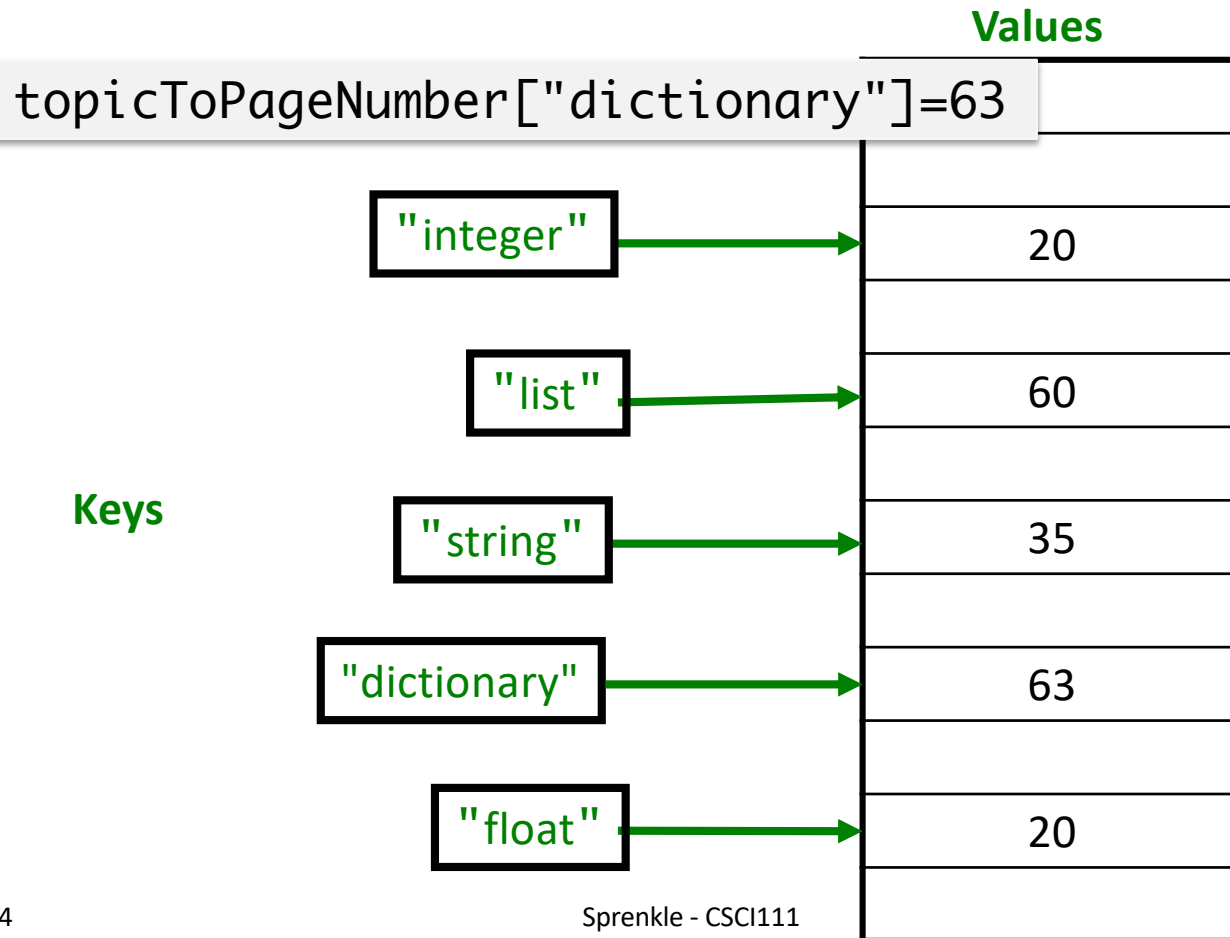 Values
topicToPageNumber["dictionary"]=63
"integer"
20
"list"
60
Keys
"string"
35
"dictionary"
63
"float"
20
4
Sprenkle - CSCI111